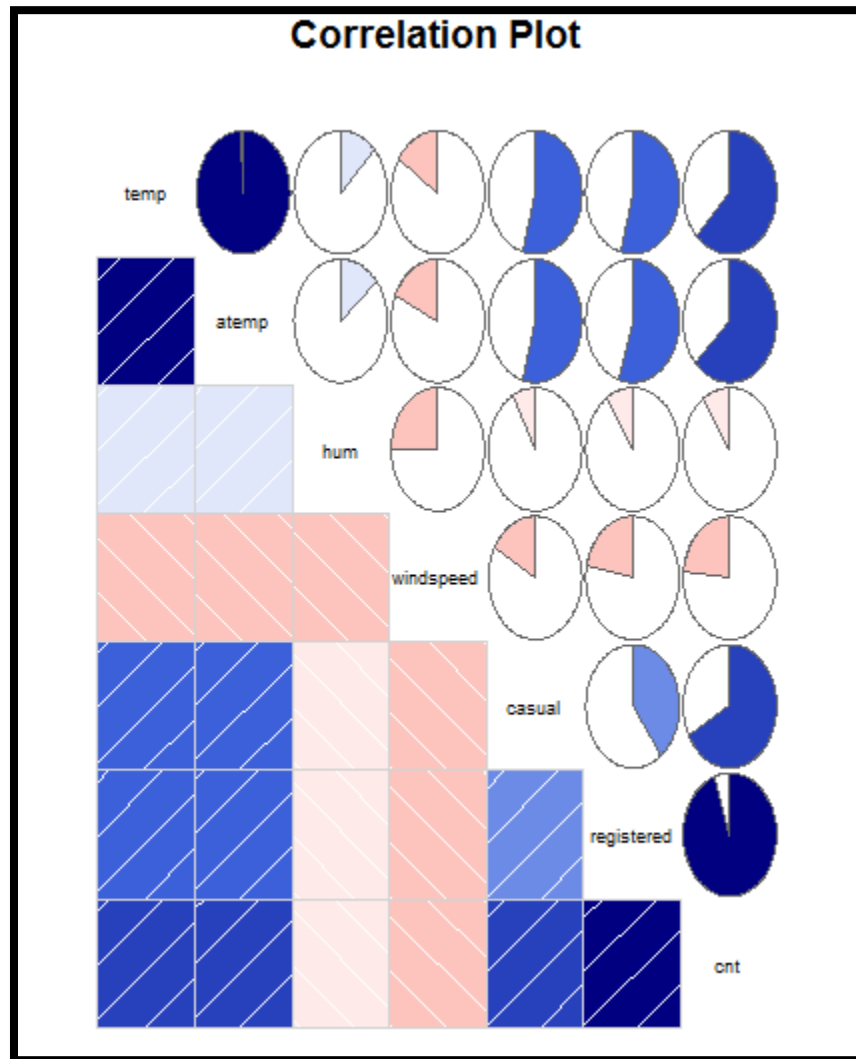 Correlation Plot
temp
atemp
hum
windspeed
casual
registered
cnt